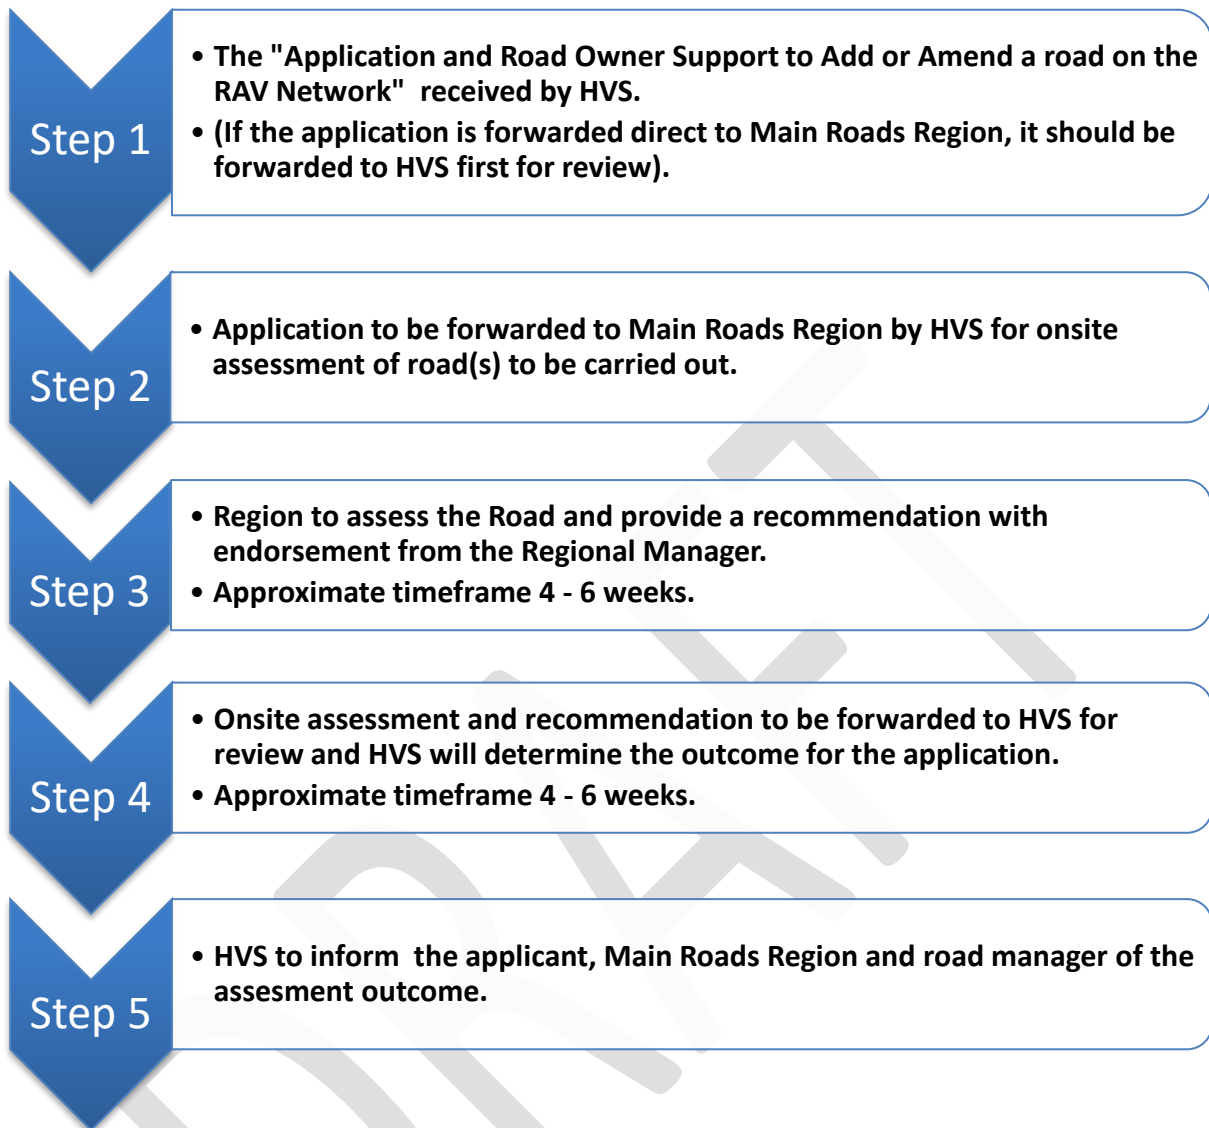 Step 1
• The "Application and Road Owner Support to Add or Amend a road on the
RAV Network"  received by HVS.
• (If the application is forwarded direct to Main Roads Region, it should be
forwarded to HVS first for review).
Step 2
• Application to be forwarded to Main Roads Region by HVS for onsite
assessment of road(s) to be carried out.
Step 3
• Region to assess the Road and provide a recommendation with
endorsement from the Regional Manager.
• Approximate timeframe 4 - 6 weeks.
Step 4
• Onsite assessment and recommendation to be forwarded to HVS for
review and HVS will determine the outcome for the application.
• Approximate timeframe 4 - 6 weeks.
Step 5
• HVS to inform  the applicant, Main Roads Region and road manager of the
assesment outcome.
DRAFT